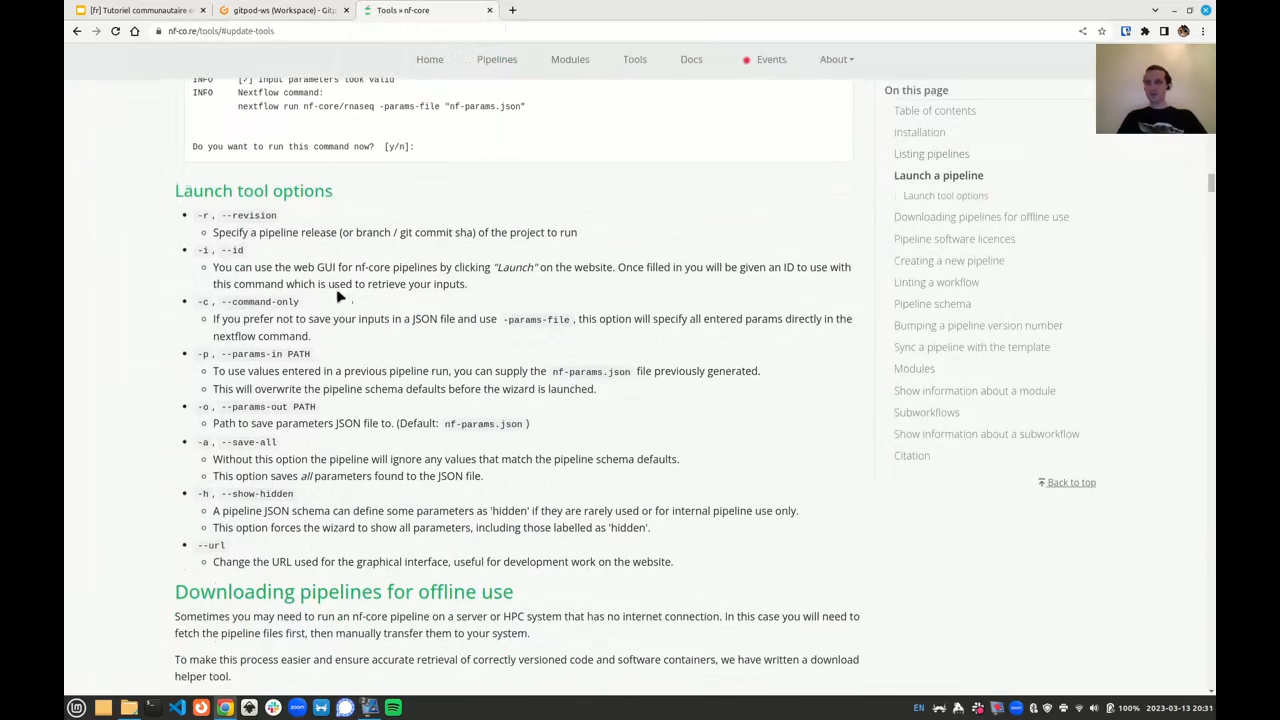 [fr] Tutoriel communautaire
gitpod-ws (Workspace) - Gitp
Tools » nf-core
nf-co.re/tools/#update-tools
Home
Pipelines
Modules
Tools
Docs
Events
About
INFO [✓] Input parameters look valid
INFO Nextflow command:
nextflow run nf-core/rnaseq -params-file "nf-params.json"
Do you want to run this command now? [y/n]:
Launch tool options
-r, --revision
Specify a pipeline release (or branch / git commit sha) of the project to run
-i, --id
You can use the web GUI for nf-core pipelines by clicking "Launch" on the website. Once filled in you will be given an ID to use with
this command which is used to retrieve your inputs.
-c, --command-only
If you prefer not to save your inputs in a JSON file and use -params-file, this option will specify all entered params directly in the
nextflow command.
-p, --params-in PATH
To use values entered in a previous pipeline run, you can supply the nf-params.json file previously generated.
This will overwrite the pipeline schema defaults before the wizard is launched.
-o, --params-out PATH
Path to save parameters JSON file to. (Default: nf-params.json)
-a, --save-all
Without this option the pipeline will ignore any values that match the pipeline schema defaults.
This option saves all parameters found to the JSON file.
-h, --show-hidden
A pipeline JSON schema can define some parameters as 'hidden' if they are rarely used or for internal pipeline use only.
This option forces the wizard to show all parameters, including those labelled as 'hidden'.
--url
Change the URL used for the graphical interface, useful for development work on the website.
Downloading pipelines for offline use
Sometimes you may need to run an nf-core pipeline on a server or HPC system that has no internet connection. In this case you will need to
fetch the pipeline files first, then manually transfer them to your system.
To make this process easier and ensure accurate retrieval of correctly versioned code and software containers, we have written a download
helper tool.
On this page
Table of contents
Installation
Listing pipelines
Launch a pipeline
Launch tool options
Downloading pipelines for offline use
Pipeline software licences
Creating a new pipeline
Linting a workflow
Pipeline schema
Bumping a pipeline version number
Sync a pipeline with the template
Modules
Show information about a module
Subworkflows
Show information about a subworkflow
Citation
Back to top
EN
100%
2023-03-13 20:31